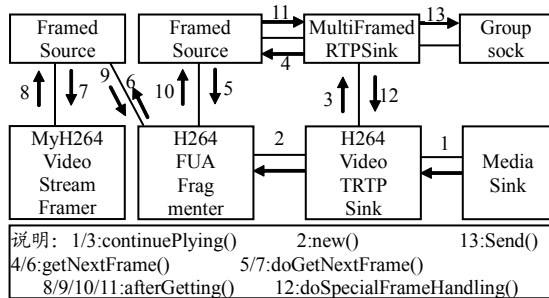 11
13
Framed
Source
Framed
Source
MultiFramed
RTPSink
Group
sock
4
9
6
8
7
10
5
3
12
MyH264
Video
Stream
Framer
H264
FUA
Frag
menter
2
H264
Video
TRTP
Sink
1
Media
Sink
说明：1/3:continuePlying() 2:new() 13:Send()
4/6:getNextFrame() 5/7:doGetNextFrame()
8/9/10/11:afterGetting() 12:doSpecialFrameHandling()